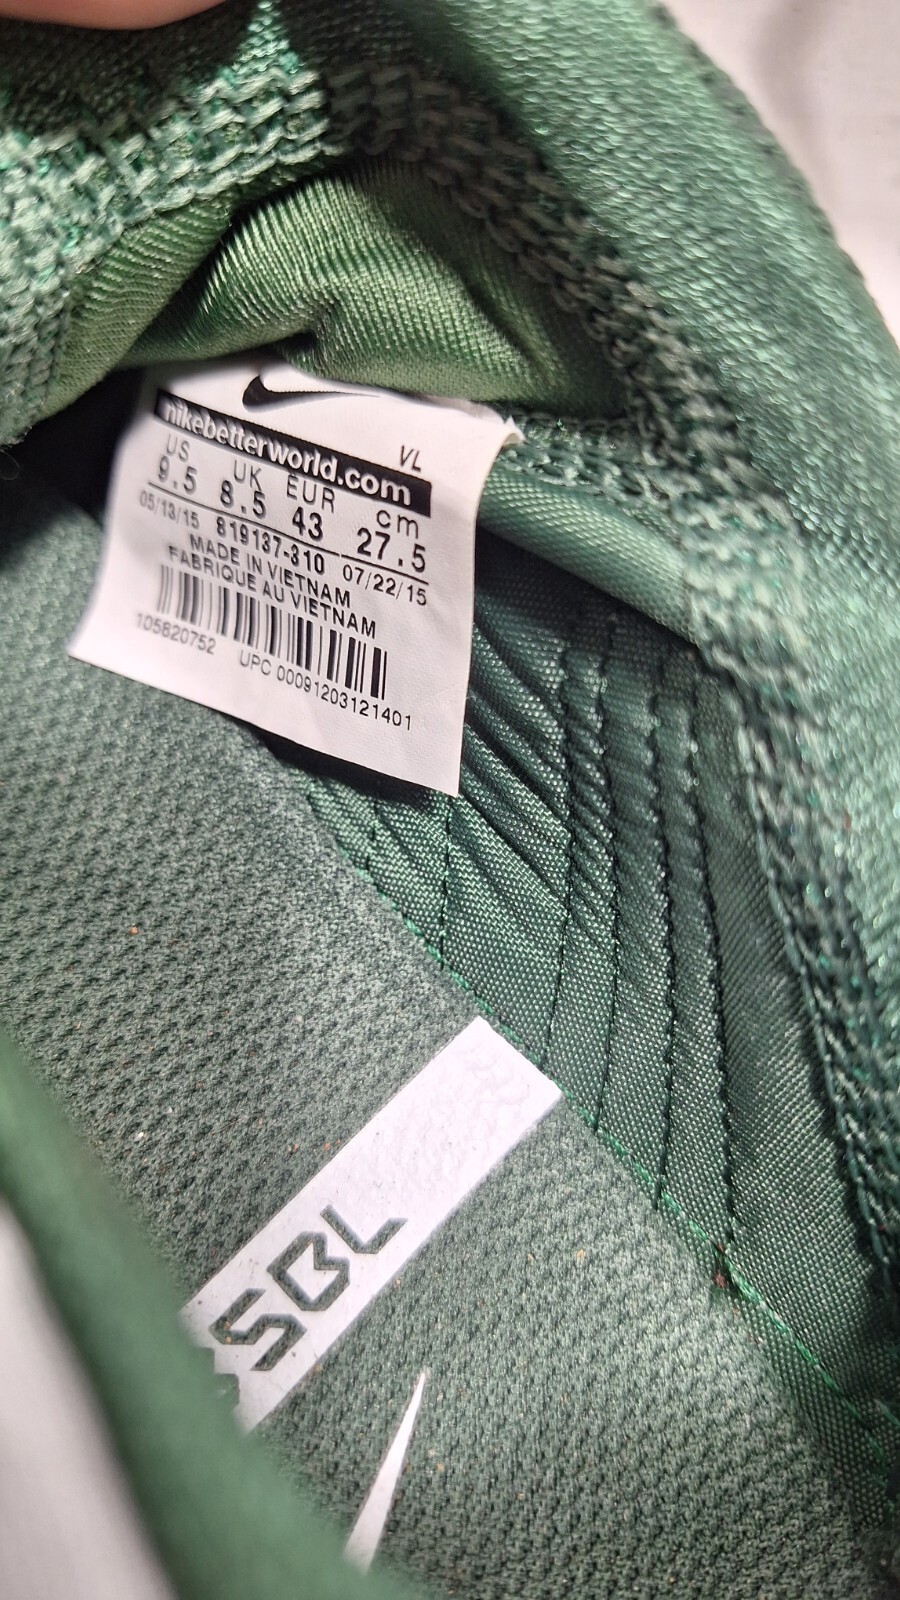 nikebetterworld.com
VL
US UK EUR cm
9.5 8.5 43 27.5
05/13/15 819137-310 07/22/15
MADE IN VIETNAM
FABRIQUE AU VIETNAM
105820752 UPC 00091203121401
SBL